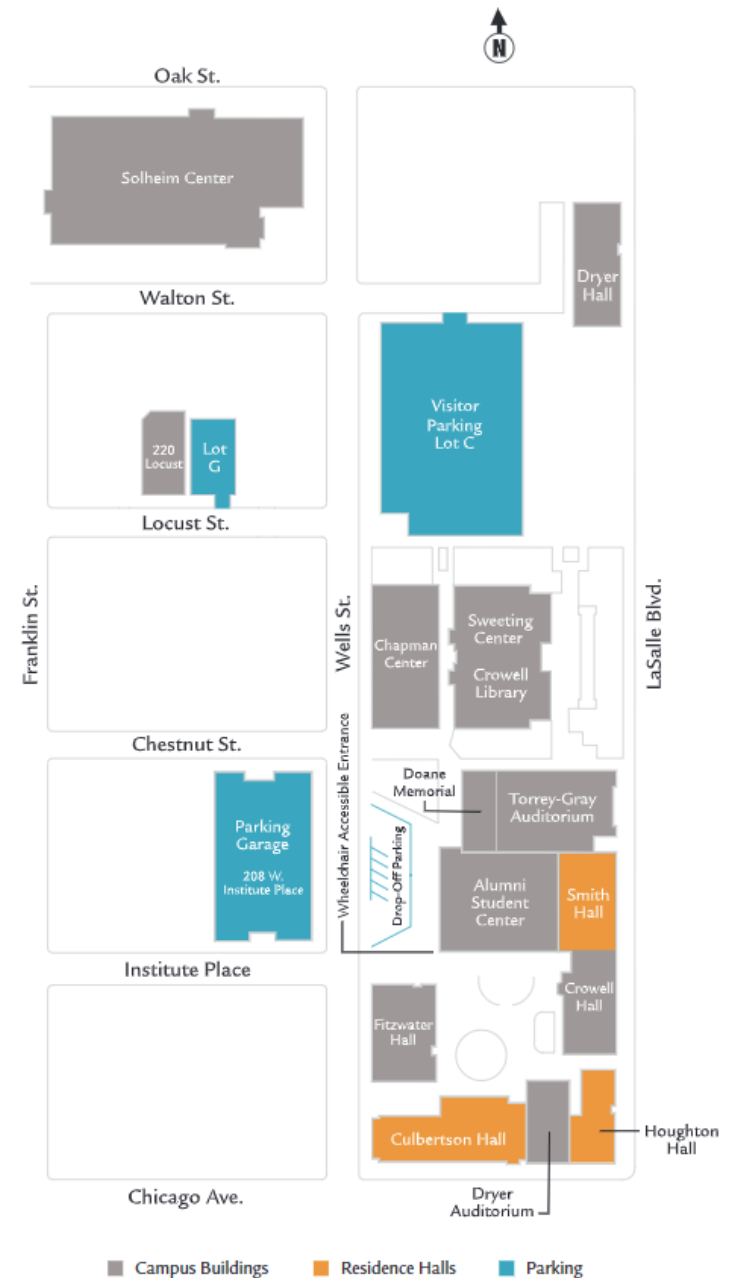 N
Oak St.
Solheim Center
Dryer
Hall
Walton St.
Visitor
Parking
Lot C
220
Locust
Lot
G
Locust St.
Franklin St.
Wells St.
LaSalle Blvd.
Chapman
Center
Sweeting
Center
Crowell
Library
Chestnut St.
Wheelchair Accessible Entrance
Doane
Memorial
Torrey-Gray
Auditorium
Parking
Garage
208 W.
Institute Place
Drop-Off Parking
Alumni
Student
Center
Smith
Hall
Institute Place
Crowell
Hall
Fitzwater
Hall
Culbertson Hall
Houghton
Hall
Chicago Ave.
Dryer
Auditorium
Campus Buildings
Residence Halls
Parking